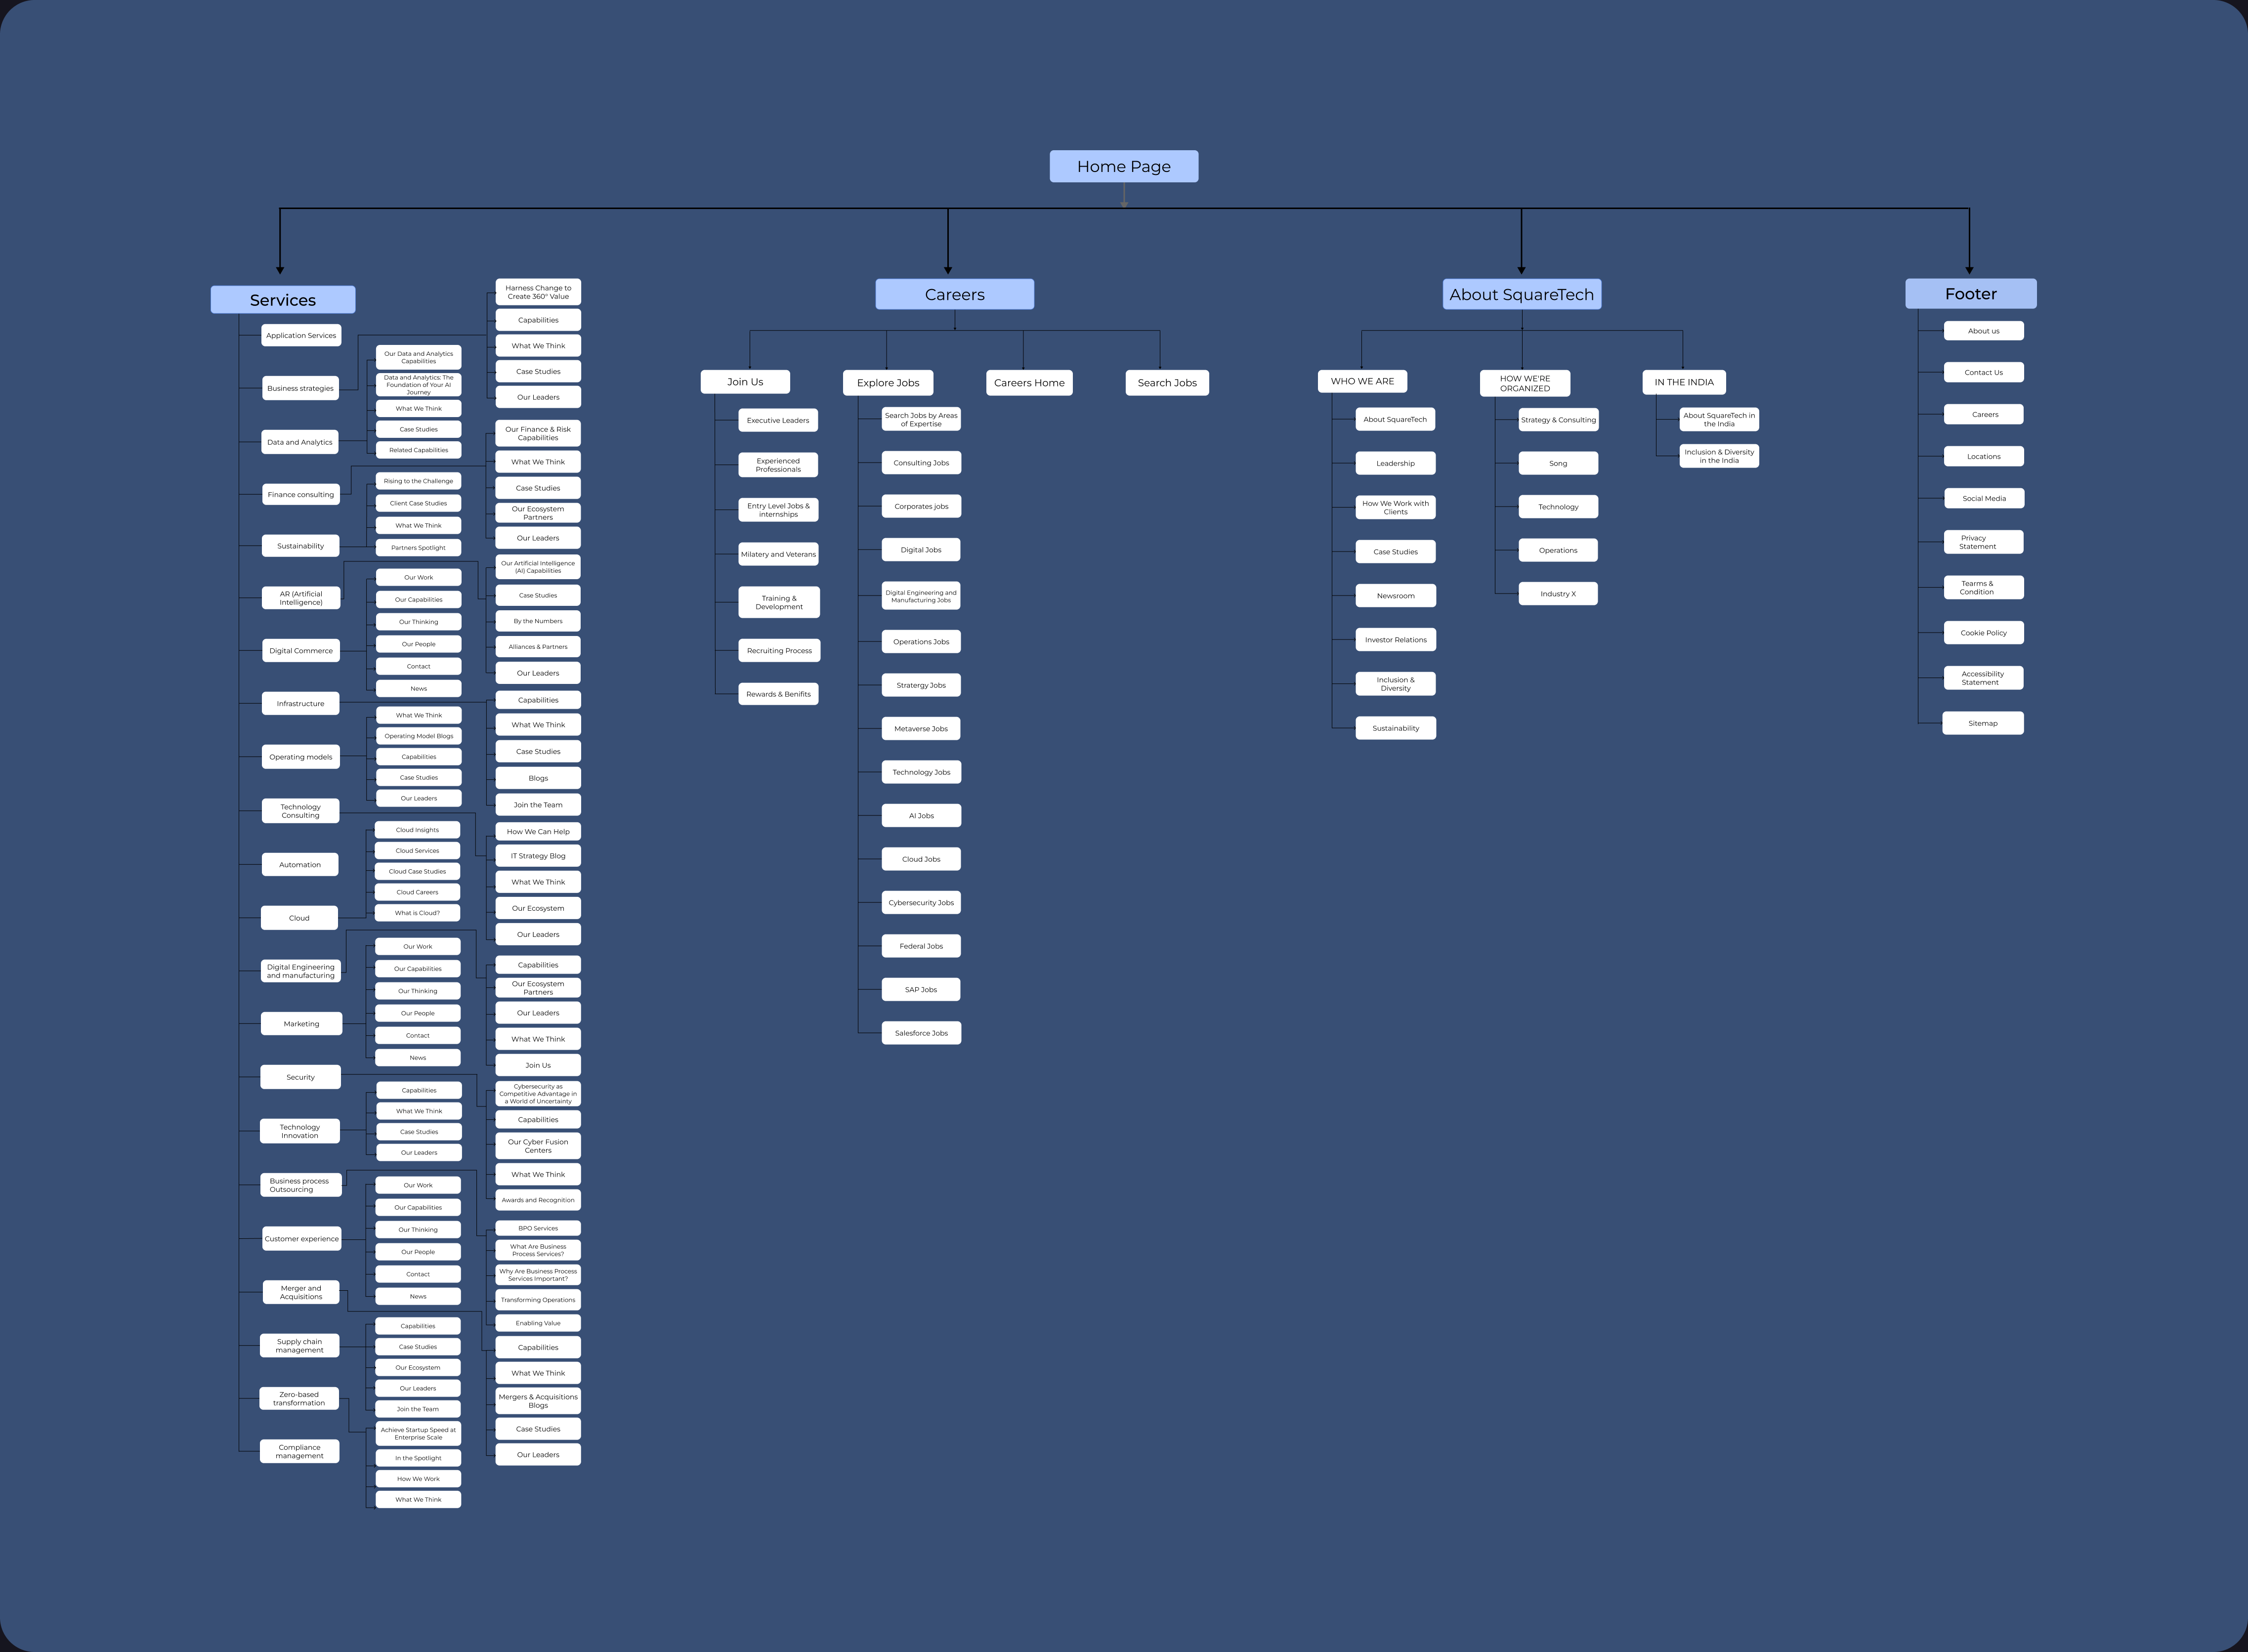 Home Page
Services
Application Services
Business strategies
Data and Analytics
Finance consulting
Sustainability
AR (Artificial
Intelligence)
Digital Commerce
Infrastructure
Operating models
Technology
Consulting
Automation
Cloud
Digital Engineering
and manufacturing
Marketing
Security
Technology
Innovation
Business process
Outsourcing
Customer experience
Merger and
Acquisitions
Supply chain
management
Zero-based
transformation
Compliance
management
Our Data and Analytics
Capabilities
Data and Analytics: The
Foundation of Your AI
Journey
What We Think
Case Studies
Related Capabilities
Rising to the Challenge
Client Case Studies
What We Think
Partners Spotlight
Our Work
Our Capabilities
Our Thinking
Our People
Contact
News
What We Think
Operating Model Blogs
Capabilities
Case Studies
Our Leaders
Cloud Insights
Cloud Services
Cloud Case Studies
Cloud Careers
What is Cloud?
Our Work
Our Capabilities
Our Thinking
Our People
Contact
News
Capabilities
What We Think
Case Studies
Our Leaders
Our Work
Our Capabilities
Our Thinking
Our People
Contact
News
Capabilities
Case Studies
Our Ecosystem
Our Leaders
Join the Team
Achieve Startup Speed at
Enterprise Scale
In the Spotlight
How We Work
What We Think
Harness Change to
Create 360° Value
Capabilities
What We Think
Case Studies
Our Leaders
Our Finance & Risk
Capabilities
What We Think
Case Studies
Our Ecosystem
Partners
Our Leaders
Our Artificial Intelligence
(AI) Capabilities
Case Studies
By the Numbers
Alliances & Partners
Our Leaders
Capabilities
What We Think
Case Studies
Blogs
Join the Team
How We Can Help
IT Strategy Blog
What We Think
Our Ecosystem
Our Leaders
Capabilities
Our Ecosystem
Partners
Our Leaders
What We Think
Join Us
Cybersecurity as
Competitive Advantage in
a World of Uncertainty
Capabilities
Our Cyber Fusion
Centers
What We Think
Awards and Recognition
BPO Services
What Are Business
Process Services?
Why Are Business Process
Services Important?
Transforming Operations
Enabling Value
Capabilities
What We Think
Mergers & Acquisitions
Blogs
Case Studies
Our Leaders
Careers
Join Us
Executive Leaders
Experienced
Professionals
Entry Level Jobs &
internships
Milatery and Veterans
Training &
Development
Recruiting Process
Rewards & Benifits
Explore Jobs
Search Jobs by Areas
of Expertise
Consulting Jobs
Corporates jobs
Digital Jobs
Digital Engineering and
Manufacturing Jobs
Operations Jobs
Stratergy Jobs
Metaverse Jobs
Technology Jobs
AI Jobs
Cloud Jobs
Cybersecurity Jobs
Federal Jobs
SAP Jobs
Salesforce Jobs
Careers Home
Search Jobs
About SquareTech
WHO WE ARE
About SquareTech
Leadership
How We Work with
Clients
Case Studies
Newsroom
Investor Relations
Inclusion &
Diversity
Sustainability
HOW WE'RE
ORGANIZED
Strategy & Consulting
Song
Technology
Operations
Industry X
IN THE INDIA
About SquareTech in
the India
Inclusion & Diversity
in the India
Footer
About us
Contact Us
Careers
Locations
Social Media
Privacy
Statement
Tearms &
Condition
Cookie Policy
Accessibility
Statement
Sitemap